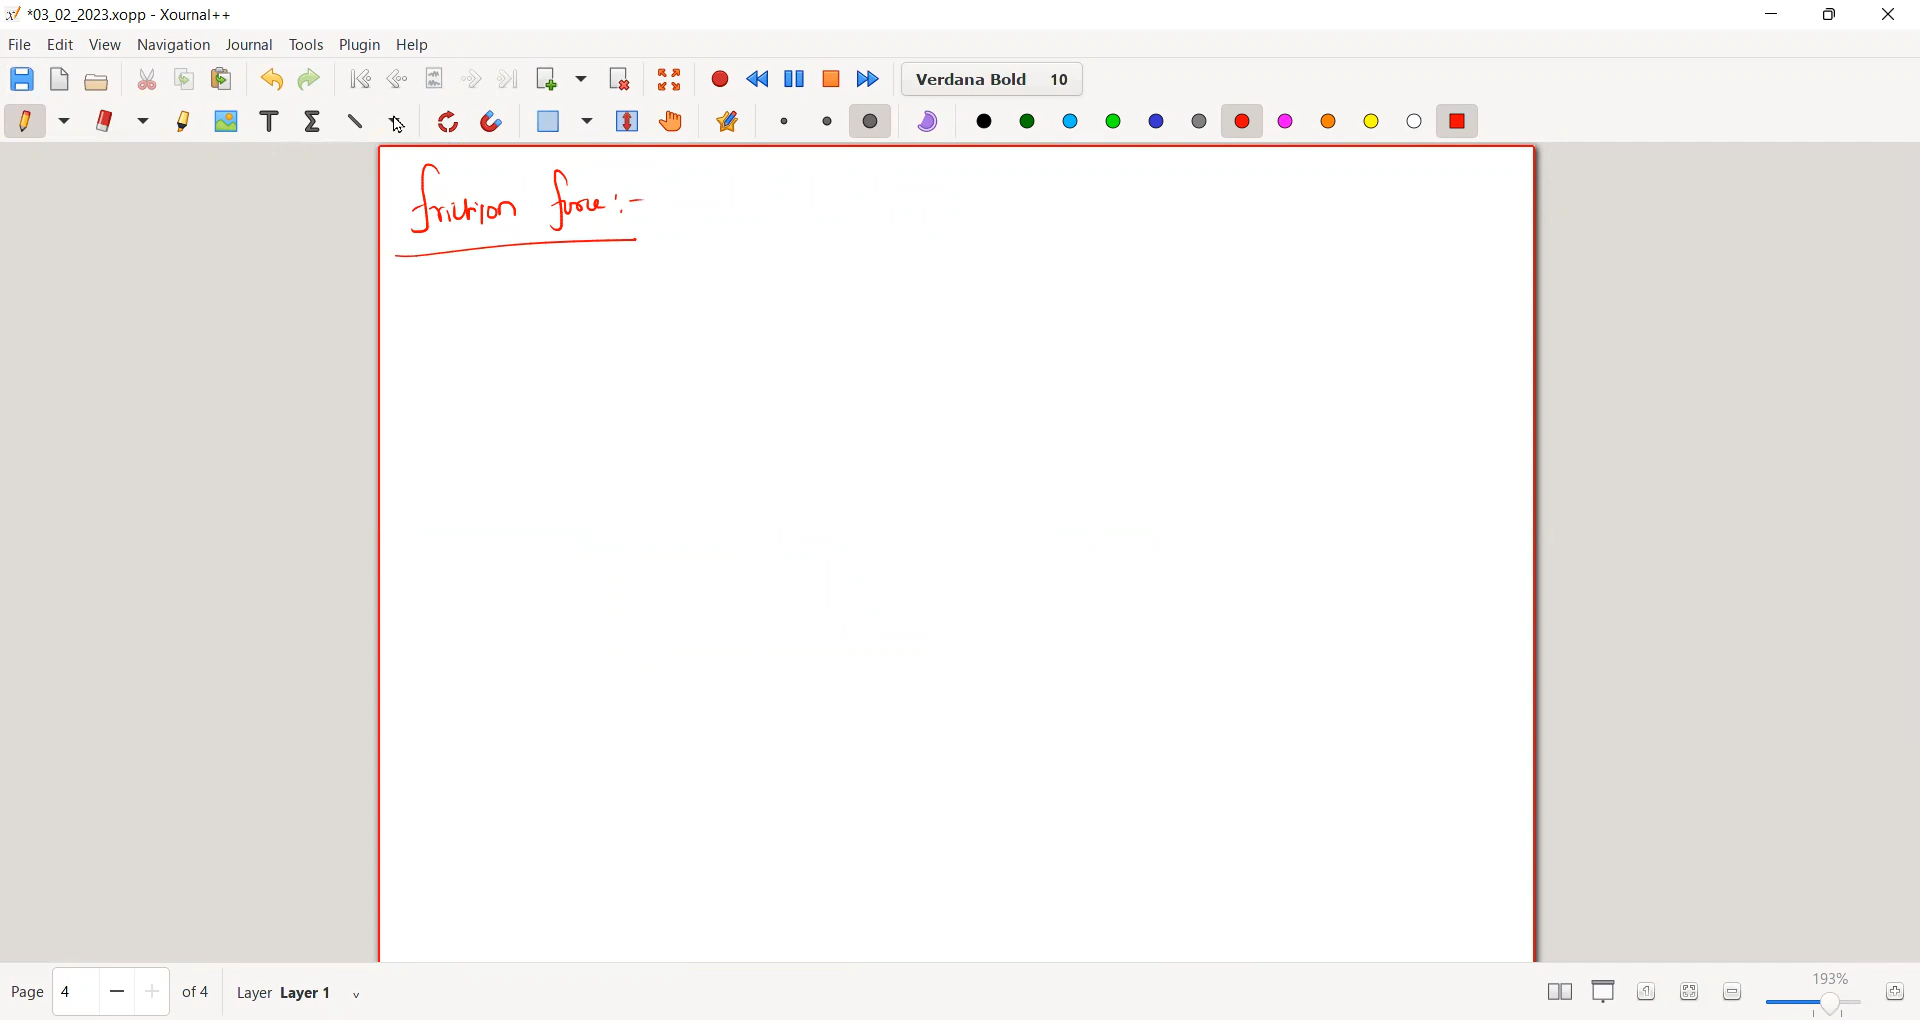 *03_02_2023.xopp - Xournal++
File Edit View Navigation Journal Tools Plugin Help
Verdana Bold 10
friction force :-
Page 4 of 4 Layer Layer 1
193%